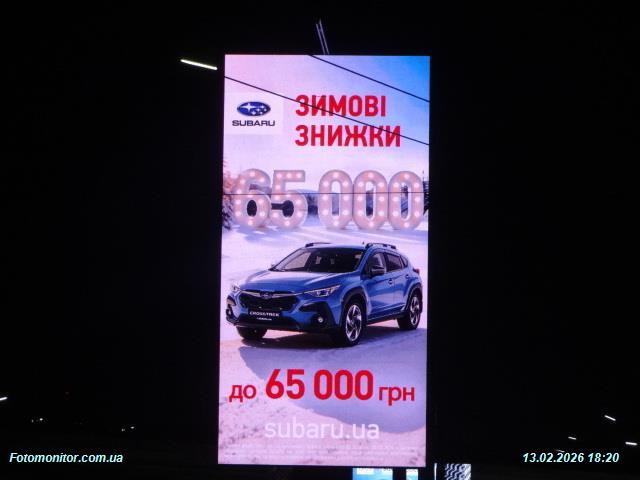 SUBARU
ЗИМОВІ
ЗНИЖКИ
65 000
CROSSTREK
до 65 000 грн
subaru.ua
Fotomonitor.com.ua
13.02.2026 18:20